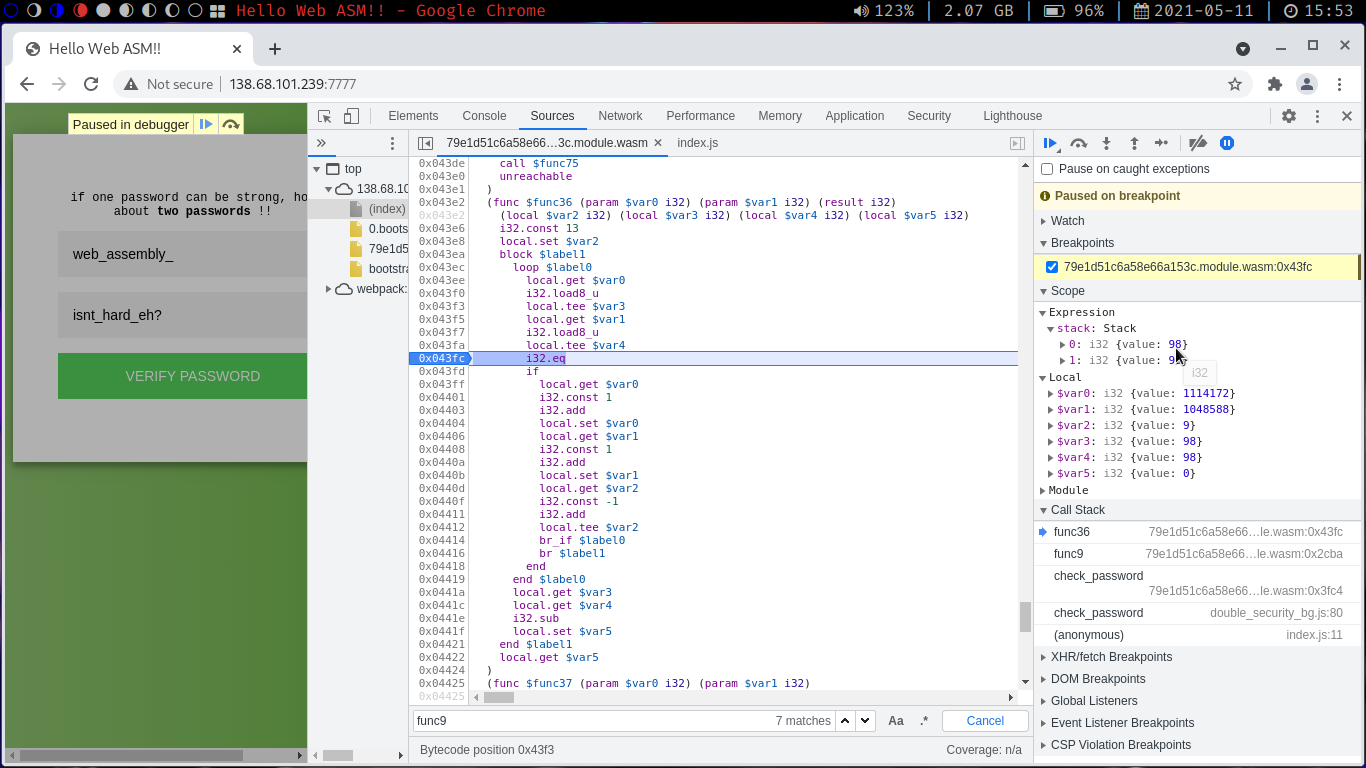 Hello Web ASM!! - Google Chrome 123% | 2.07 GB | 96% | 2021-05-11 | 15:53
Hello Web ASM!!
Not secure | 138.68.101.239:7777
Paused in debugger
if one password can be strong, ho
about two passwords !!
web_assembly_
isnt_hard_eh?
VERIFY PASSWORD
Elements Console Sources Network Performance Memory Application Security Lighthouse
»
top
138.68.10
(index)
0.boots
79e1d5
bootstra
webpack:
79e1d51c6a58e66…3c.module.wasm × index.js
0x043de call $func75
0x043e0 unreachable
0x043e1 )
0x043e2 (func $func36 (param $var0 i32) (param $var1 i32) (result i32)
0x043e2 (local $var2 i32) (local $var3 i32) (local $var4 i32) (local $var5 i32)
0x043e6 i32.const 13
0x043e8 local.set $var2
0x043ea block $label1
0x043ec loop $label0
0x043ee local.get $var0
0x043f0 i32.load8_u
0x043f3 local.tee $var3
0x043f5 local.get $var1
0x043f7 i32.load8_u
0x043fa local.tee $var4
0x043fc i32.eq
0x043fd if
0x043ff local.get $var0
0x04401 i32.const 1
0x04403 i32.add
0x04404 local.set $var0
0x04406 local.get $var1
0x04408 i32.const 1
0x0440a i32.add
0x0440b local.set $var1
0x0440d local.get $var2
0x0440f i32.const -1
0x04411 i32.add
0x04412 local.tee $var2
0x04414 br_if $label0
0x04416 br $label1
0x04418 end
0x04419 end $label0
0x0441a local.get $var3
0x0441c local.get $var4
0x0441e i32.sub
0x0441f local.set $var5
0x04421 end $label1
0x04422 local.get $var5
0x04424 )
0x04425 (func $func37 (param $var0 i32) (param $var1 i32)
0x04425
func9 7 matches Aa .* Cancel
Bytecode position 0x43f3 Coverage: n/a
Pause on caught exceptions
Paused on breakpoint
Watch
Breakpoints
79e1d51c6a58e66a153c.module.wasm:0x43fc
Scope
Expression
stack: Stack
0: i32 {value: 98}
1: i32 {value: 9
i32
Local
$var0: i32 {value: 1114172}
$var1: i32 {value: 1048588}
$var2: i32 {value: 9}
$var3: i32 {value: 98}
$var4: i32 {value: 98}
$var5: i32 {value: 0}
Module
Call Stack
func36 79e1d51c6a58e66…le.wasm:0x43fc
func9 79e1d51c6a58e66…le.wasm:0x2cba
check_password
79e1d51c6a58e66…le.wasm:0x3fc4
check_password double_security_bg.js:80
(anonymous) index.js:11
XHR/fetch Breakpoints
DOM Breakpoints
Global Listeners
Event Listener Breakpoints
CSP Violation Breakpoints